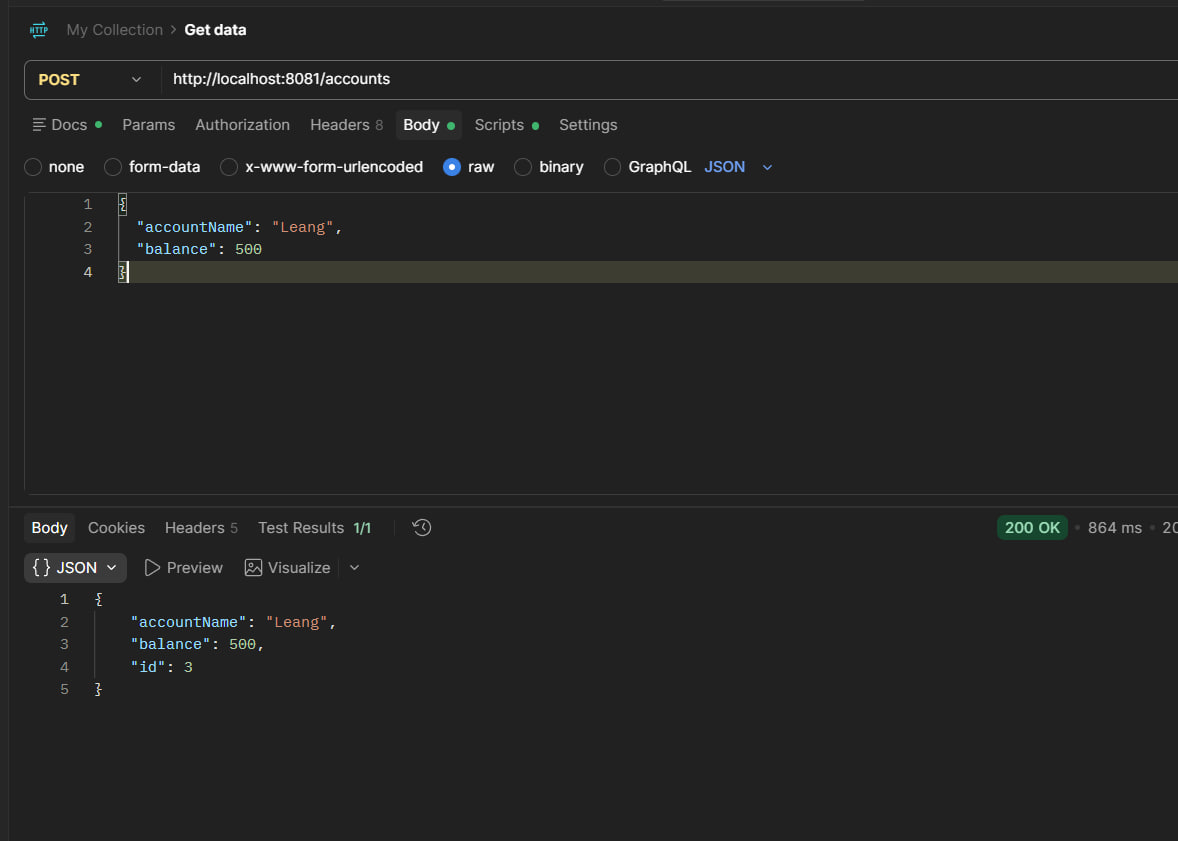 HTTP My Collection > Get data
POST http://localhost:8081/accounts
Docs Params Authorization Headers 8 Body Scripts Settings
none form-data x-www-form-urlencoded raw binary GraphQL JSON
1 {
2 "accountName": "Leang",
3 "balance": 500
4 }
Body Cookies Headers 5 Test Results 1/1 200 OK • 864 ms • 20
{} JSON Preview Visualize
1 {
2 "accountName": "Leang",
3 "balance": 500,
4 "id": 3
5 }